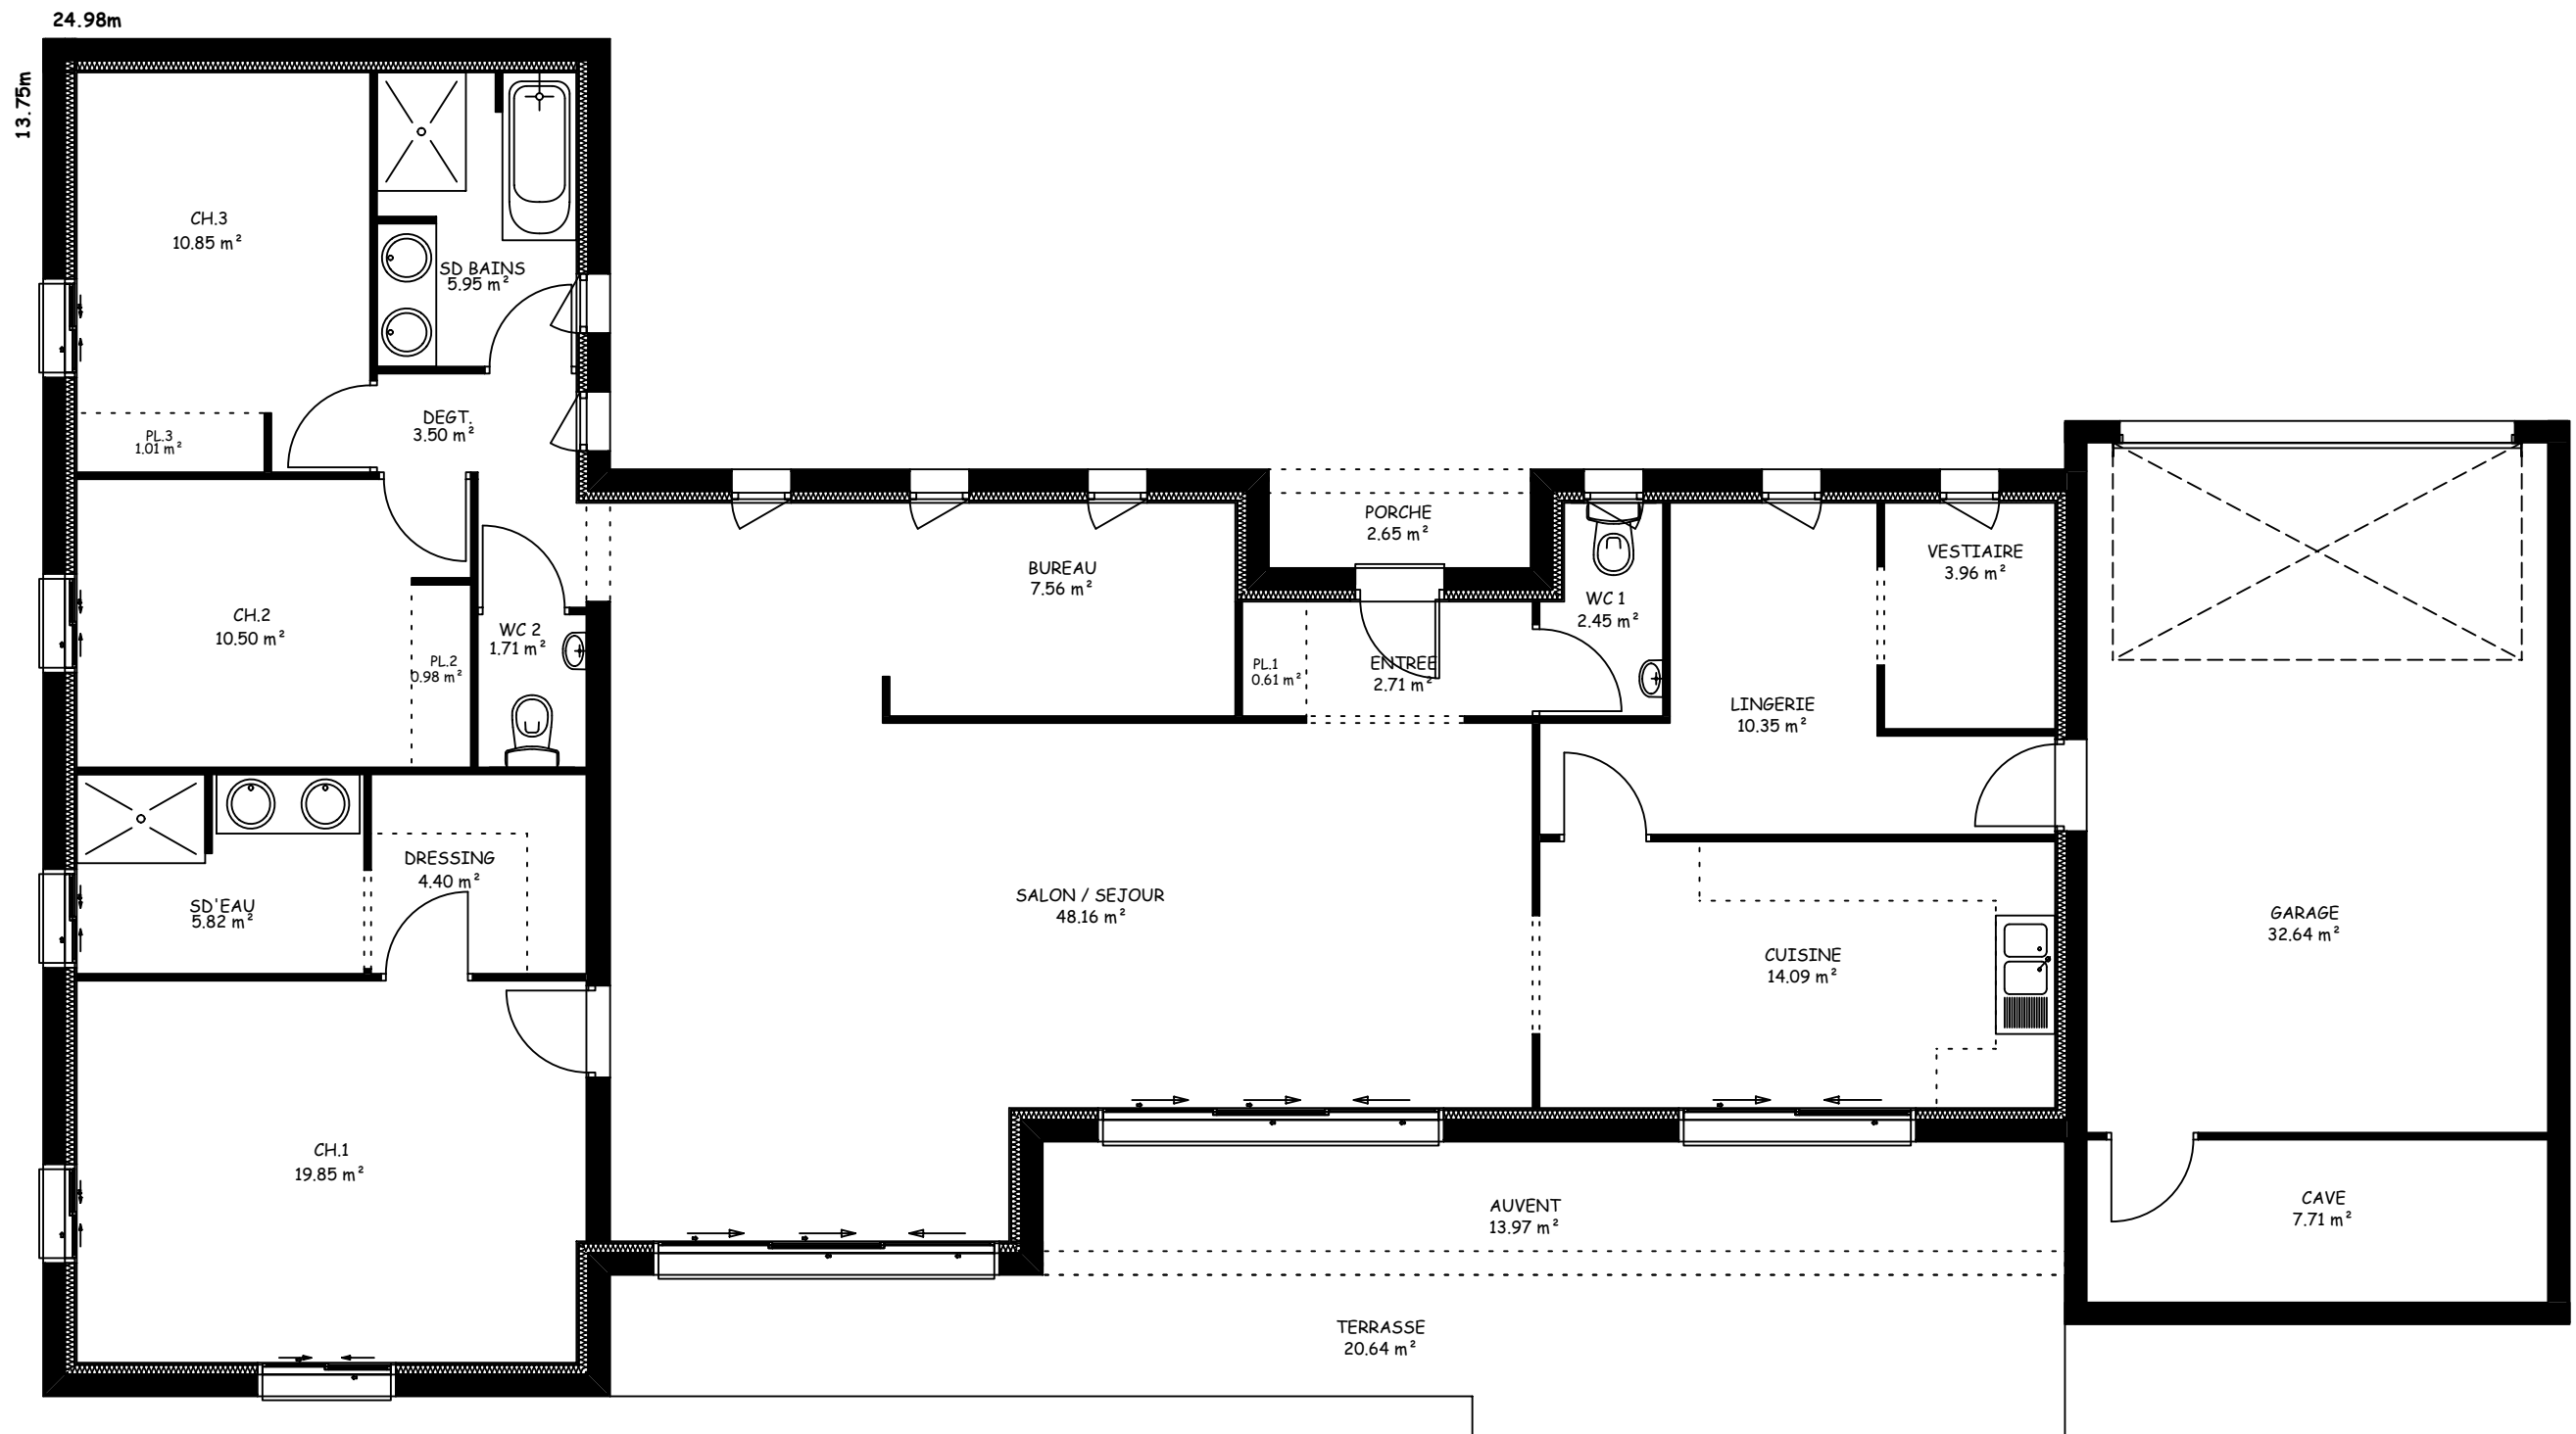 24.98m
13.75m
CH.3
10.85 m²
SD BAINS
5.95 m²
DEGT.
3.50 m²
PL.3
1.01 m²
PORCHE
2.65 m²
BUREAU
7.56 m²
VESTIAIRE
3.96 m²
WC 1
2.45 m²
CH.2
10.50 m²
WC 2
1.71 m²
PL.2
0.98 m²
PL.1
0.61 m²
ENTREE
2.71 m²
LINGERIE
10.35 m²
DRESSING
4.40 m²
SD'EAU
5.82 m²
SALON / SEJOUR
48.16 m²
GARAGE
32.64 m²
CUISINE
14.09 m²
CH.1
19.85 m²
AUVENT
13.97 m²
CAVE
7.71 m²
TERRASSE
20.64 m²